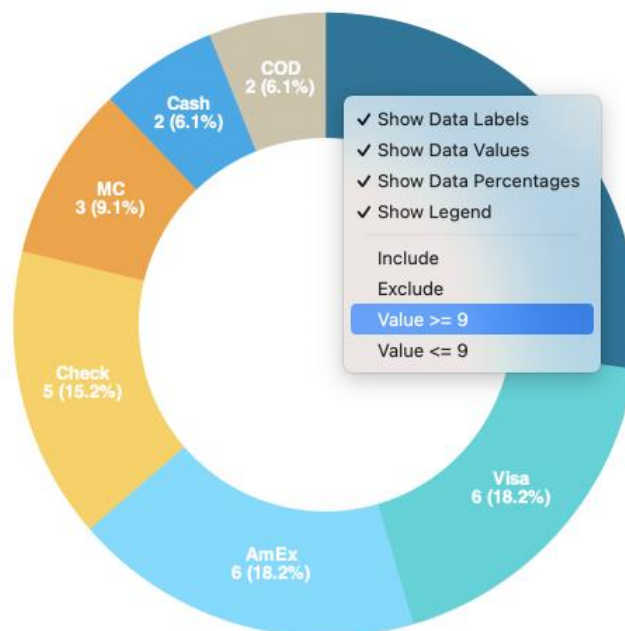 COD
2 (6.1%)
Cash
2 (6.1%)
MC
3 (9.1%)
Check
5 (15.2%)
AmEx
6 (18.2%)
Visa
6 (18.2%)
✓ Show Data Labels
✓ Show Data Values
✓ Show Data Percentages
✓ Show Legend
Include
Exclude
Value >= 9
Value <= 9